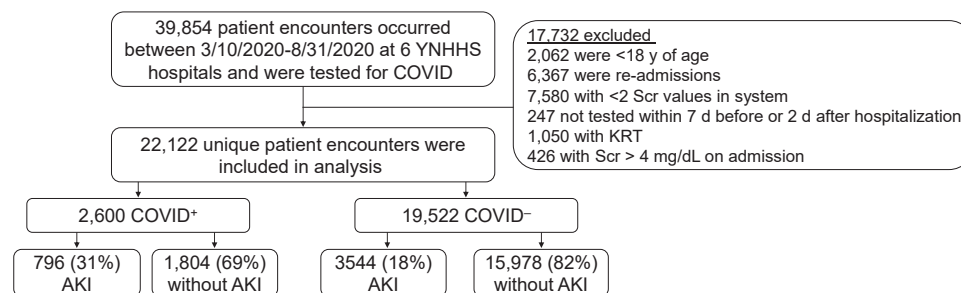 39,854 patient encounters occurred
between 3/10/2020-8/31/2020 at 6 YNHHS
hospitals and were tested for COVID
17,732 excluded
2,062 were <18 y of age
6,367 were re-admissions
7,580 with <2 Scr values in system
247 not tested within 7 d before or 2 d after hospitalization
1,050 with KRT
426 with Scr > 4 mg/dL on admission
22,122 unique patient encounters were
included in analysis
2,600 COVID⁺
19,522 COVID⁻
796 (31%)
AKI
1,804 (69%)
without AKI
3544 (18%)
AKI
15,978 (82%)
without AKI